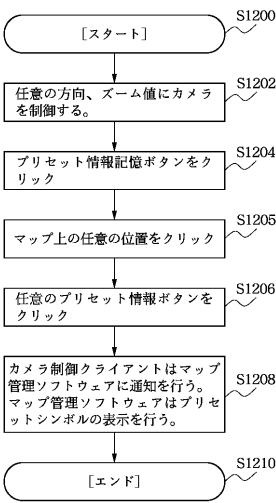 S1200
[スタート]
S1202
任意の方向、ズーム値にカメラ
を制御する。
S1204
プリセット情報記憶ボタンをク
リック
S1205
マップ上の任意の位置をクリック
S1206
任意のプリセット情報ボタンを
クリック
S1208
カメラ制御クライアントはマップ
管理ソフトウェアに通知を行う。
マップ管理ソフトウェアはプリセ
ットシンボルの表示を行う。
S1210
[エンド]